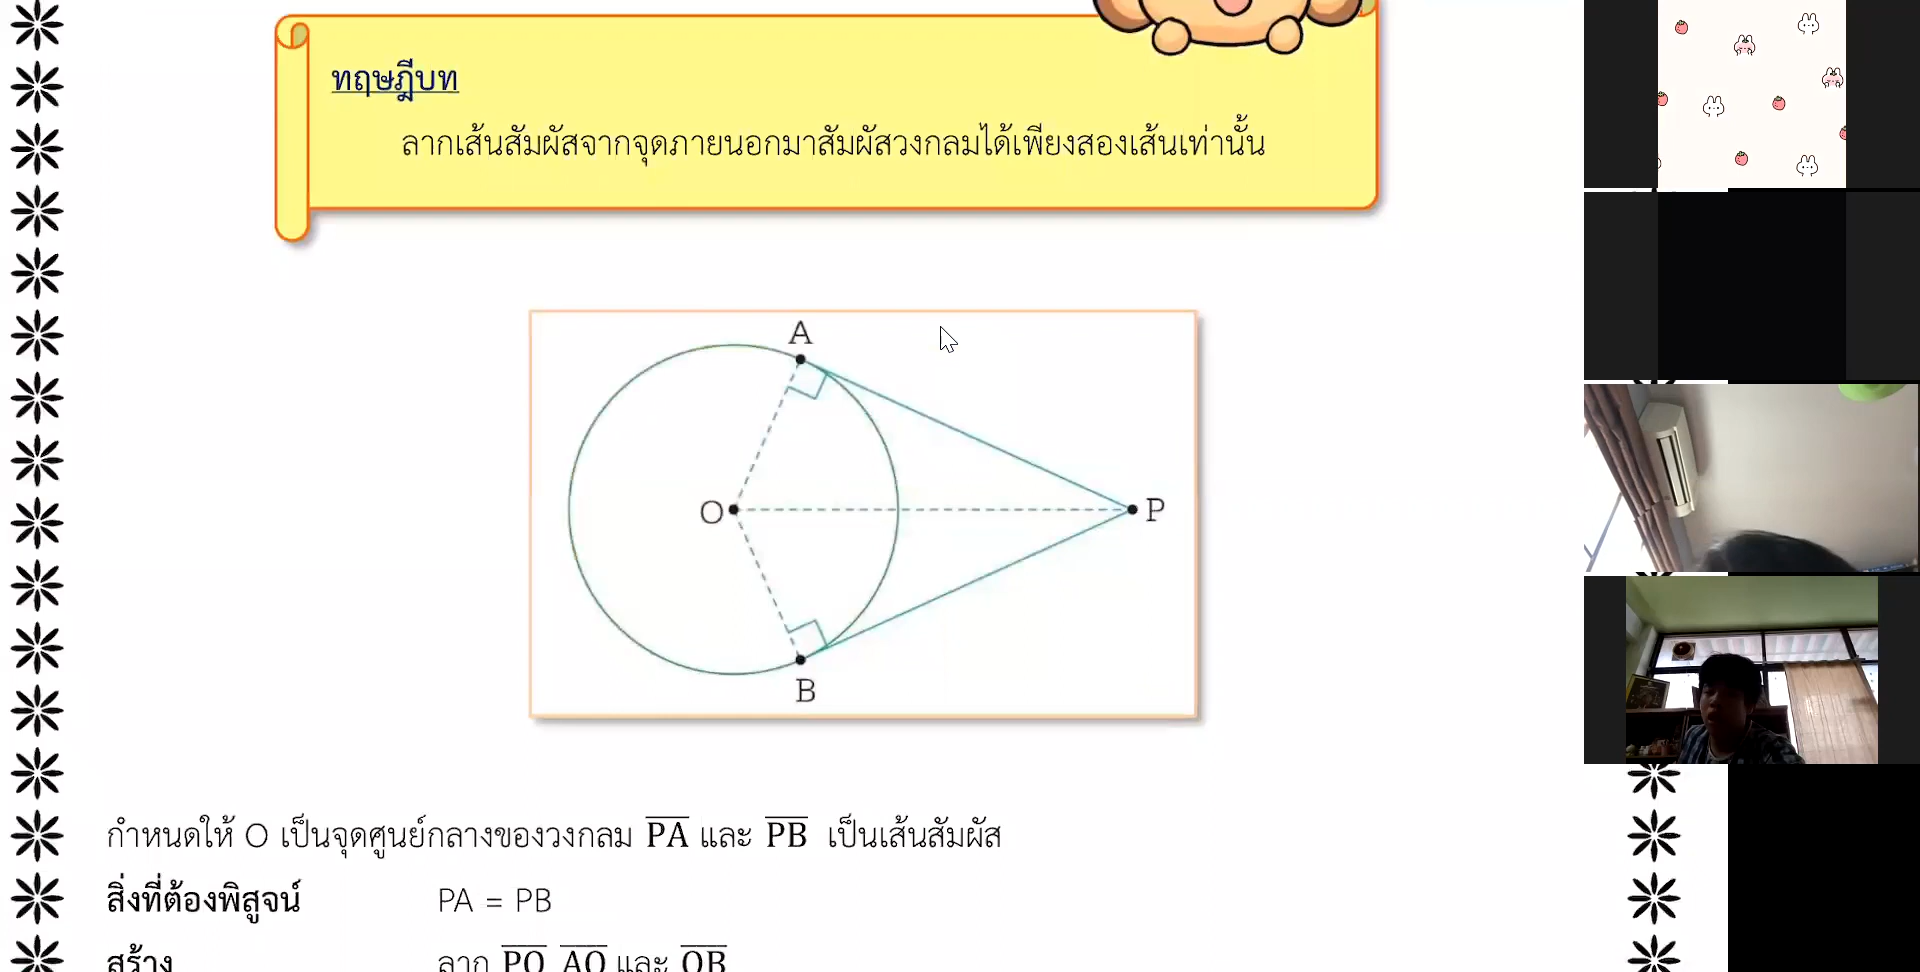 ทฤษฎีบท
ลากเส้นสัมผัสจากจุดภายนอกมาสัมผัสวงกลมได้เพียงสองเส้นเท่านั้น
A
O
P
B
กำหนดให้ O เป็นจุดศูนย์กลางของวงกลม PA และ PB เป็นเส้นสัมผัส
สิ่งที่ต้องพิสูจน์ PA = PB
สร้าง ลาก PO AO และ OB